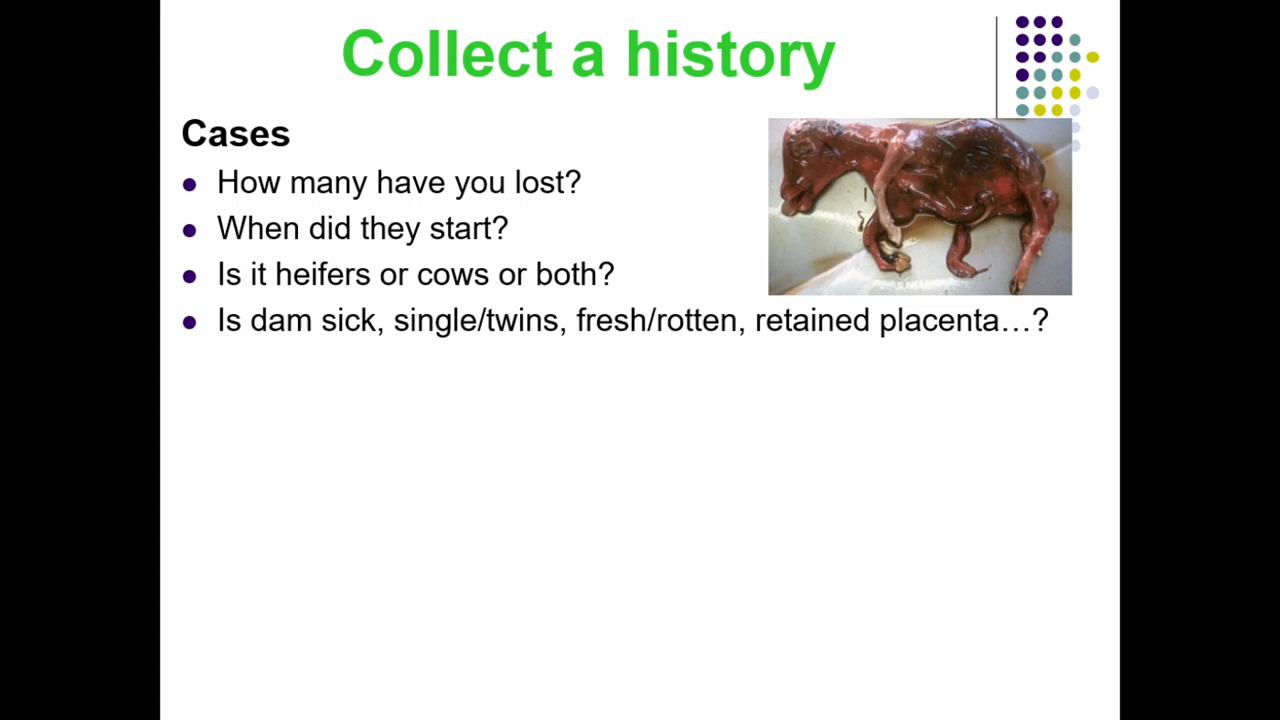 Collect a history
Cases
How many have you lost?
When did they start?
Is it heifers or cows or both?
Is dam sick, single/twins, fresh/rotten, retained placenta…?